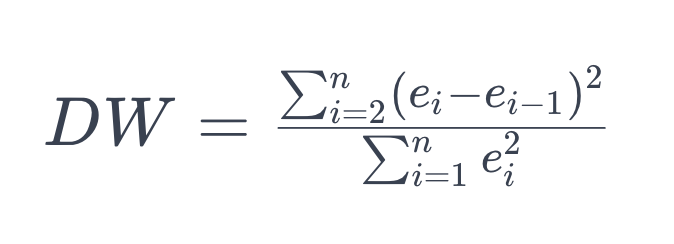 DW = \frac{\sum_{i=2}^{n}(e_i - e_{i-1})^2}{\sum_{i=1}^{n} e_i^2}